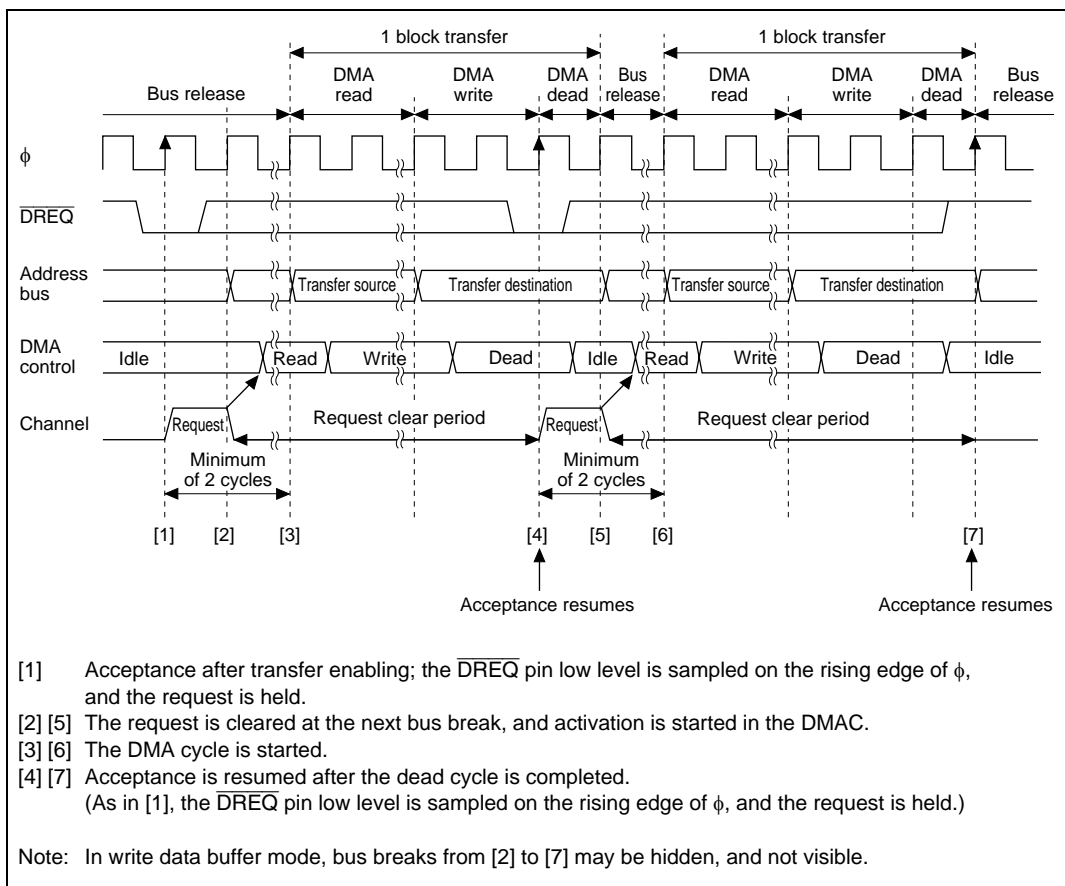 1 block transfer 1 block transfer
DMA DMA DMA Bus DMA DMA DMA Bus
Bus release read write dead release read write dead release
φ
DREQ
Address
bus Transfer source Transfer destination Transfer source Transfer destination
DMA
control Idle Read Write Dead Idle Read Write Dead Idle
Channel Request Request clear period Request Request clear period
Minimum Minimum
of 2 cycles of 2 cycles
[1] [2] [3] [4] [5] [6] [7]
Acceptance resumes Acceptance resumes
[1] Acceptance after transfer enabling; the DREQ pin low level is sampled on the rising edge of φ,
and the request is held.
[2] [5] The request is cleared at the next bus break, and activation is started in the DMAC.
[3] [6] The DMA cycle is started.
[4] [7] Acceptance is resumed after the dead cycle is completed.
(As in [1], the DREQ pin low level is sampled on the rising edge of φ, and the request is held.)
Note: In write data buffer mode, bus breaks from [2] to [7] may be hidden, and not visible.